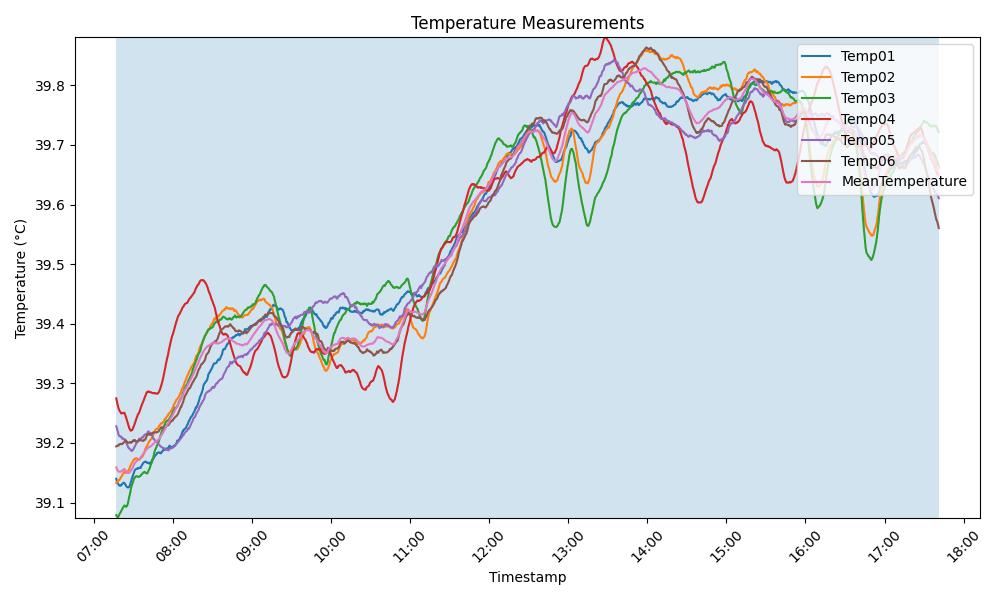 Temperature Measurements
Temperature (°C)
39.8
39.7
39.6
39.5
39.4
39.3
39.2
39.1
Temp01
Temp02
Temp03
Temp04
Temp05
Temp06
MeanTemperature
07:00
08:00
09:00
10:00
11:00
12:00
13:00
14:00
15:00
16:00
17:00
18:00
Timestamp